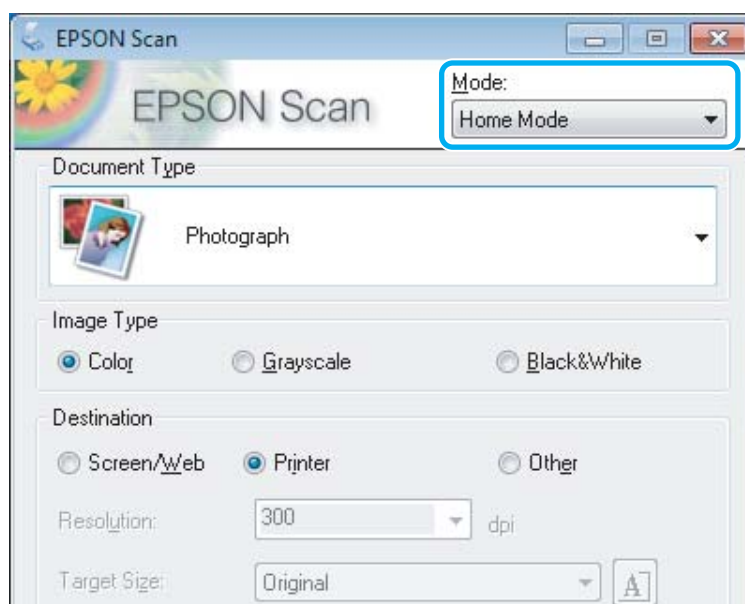 EPSON Scan
EPSON Scan
Mode:
Home Mode
Document Type
Photograph
Image Type
Color Grayscale Black&White
Destination
Screen/Web Printer Other
Resolution: 300 dpi
Target Size: Original A